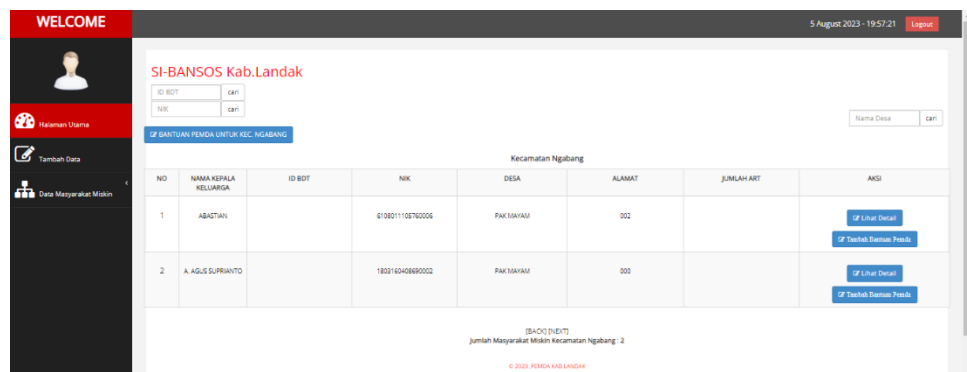 WELCOME
5 August 2023 - 19:57:21 Logout
SI-BANSOS Kab.Landak
ID BDT cari
NIK cari
Nama Desa cari
Halaman Utama
Tambah Data
Data Masyarakat Miskin
BANTUAN PEMDA UNTUK KEC. NGABANG
Kecamatan Ngabang
NO NAMA KEPALA KELUARGA ID BDT NIK DESA ALAMAT JUMLAH ART AKSI
1 ABASTIAN 6108011105760006 PAK MAYAM 002 Lihat Detail
Tambah Bantuan Pemda
2 A. AGUS SUPRIANTO 1803160408690002 PAK MAYAM 000 Lihat Detail
Tambah Bantuan Pemda
[BACK] [NEXT]
Jumlah Masyarakat Miskin Kecamatan Ngabang : 2
© 2023 .PEMDA KAB.LANDAK